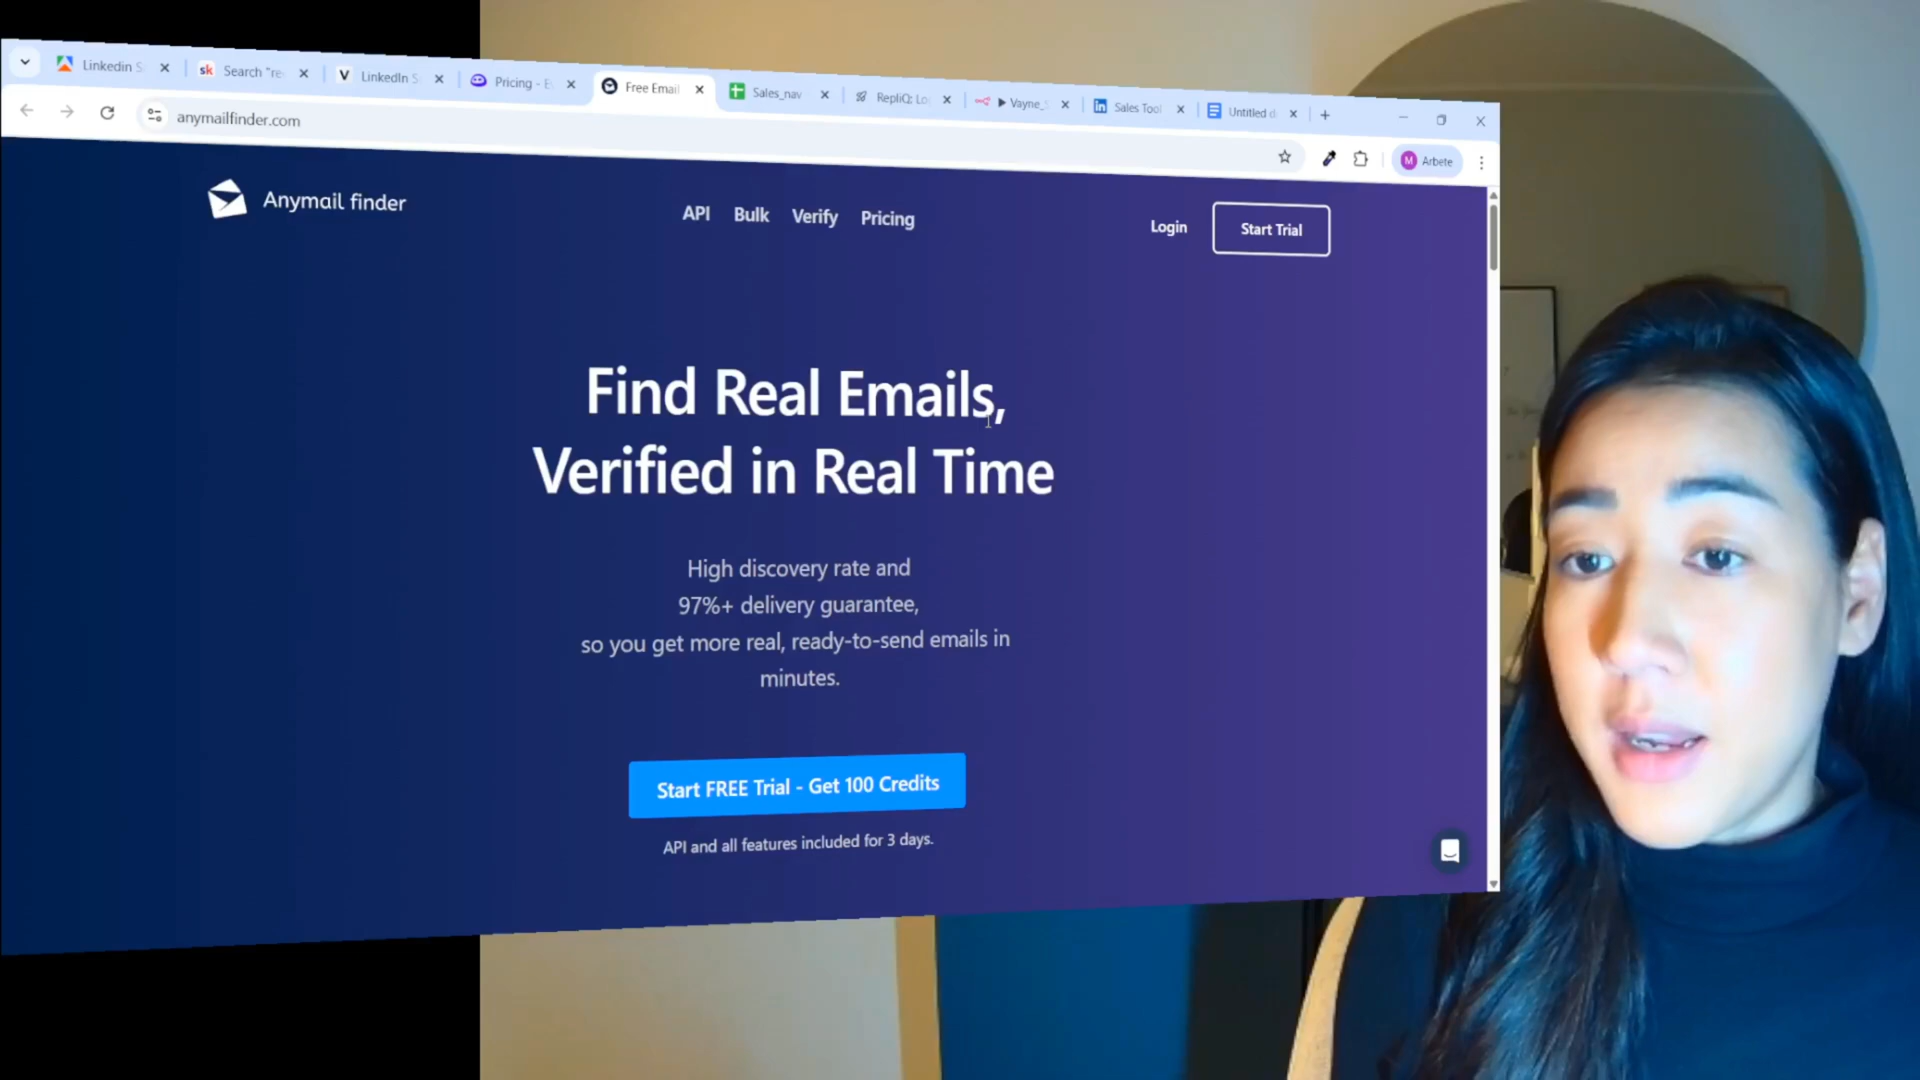 Linkedin S
sk Search "re
V LinkedIn S
Pricing - E
Free Email
Sales_nav
RepliQ: Lo
Vayne_
in Sales Tool
Untitled d
anymailfinder.com
M Arbete
Anymail finder
API Bulk Verify Pricing
Login
Start Trial
Find Real Emails,
Verified in Real Time
High discovery rate and
97%+ delivery guarantee,
so you get more real, ready-to-send emails in
minutes.
Start FREE Trial - Get 100 Credits
API and all features included for 3 days.